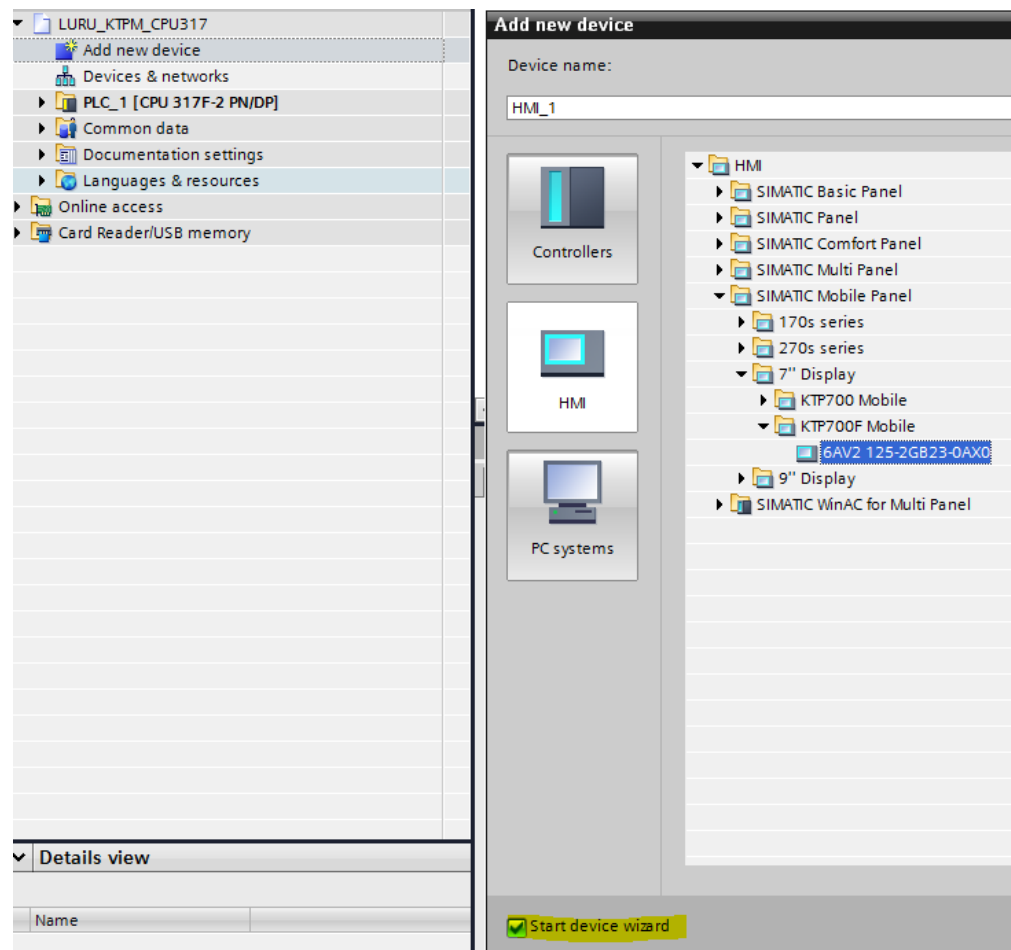 LURU_KTPM_CPU317
Add new device
Devices & networks
PLC_1 [CPU 317F-2 PN/DP]
Common data
Documentation settings
Languages & resources
Online access
Card Reader/USB memory
Details view
Name
Add new device
Device name:
HMI_1
Controllers
HMI
PC systems
HMI
SIMATIC Basic Panel
SIMATIC Panel
SIMATIC Comfort Panel
SIMATIC Multi Panel
SIMATIC Mobile Panel
170s series
270s series
7'' Display
KTP700 Mobile
KTP700F Mobile
6AV2 125-2GB23-0AX0
9'' Display
SIMATIC WinAC for Multi Panel
Start device wizard